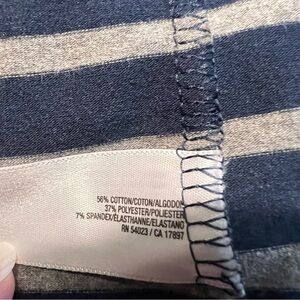 56% COTTON/COTON/ALGODON
37% POLYESTER/POLIESTER
7% SPANDEX/ELASTHANNE/ELASTANO
RN 54023 / CA 17897